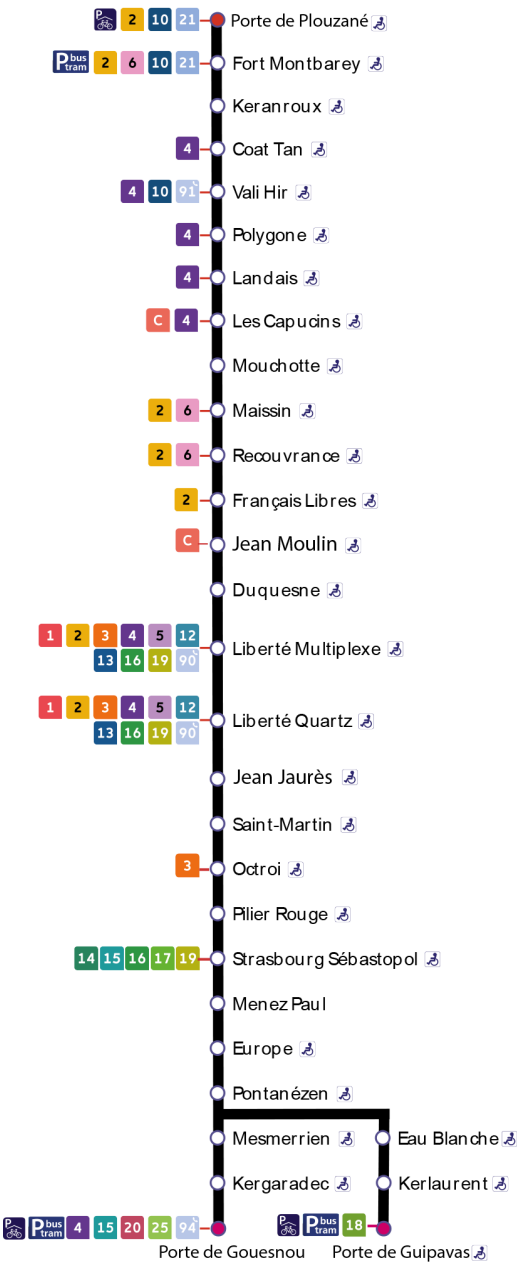 P 2 10 21 Porte de Plouzané
P bus tram 2 6 10 21 Fort Montbarey
Keranroux
4 Coat Tan
4 10 91 Vali Hir
4 Polygone
4 Landais
C 4 Les Capucins
Mouchotte
2 6 Maissin
2 6 Recouvrance
2 Français Libres
C Jean Moulin
Duquesne
1 2 3 4 5 12
13 16 19 90 Liberté Multiplexe
1 2 3 4 5 12
13 16 19 90 Liberté Quartz
Jean Jaurès
Saint-Martin
3 Octroi
Pilier Rouge
14 15 16 17 19 Strasbourg Sébastopol
Menez Paul
Europe
Pontanézen
Mesmerrien Eau Blanche
Kergaradec Kerlaurent
P P bus tram 4 15 20 25 94 P P bus tram 18
Porte de Gouesnou Porte de Guipavas